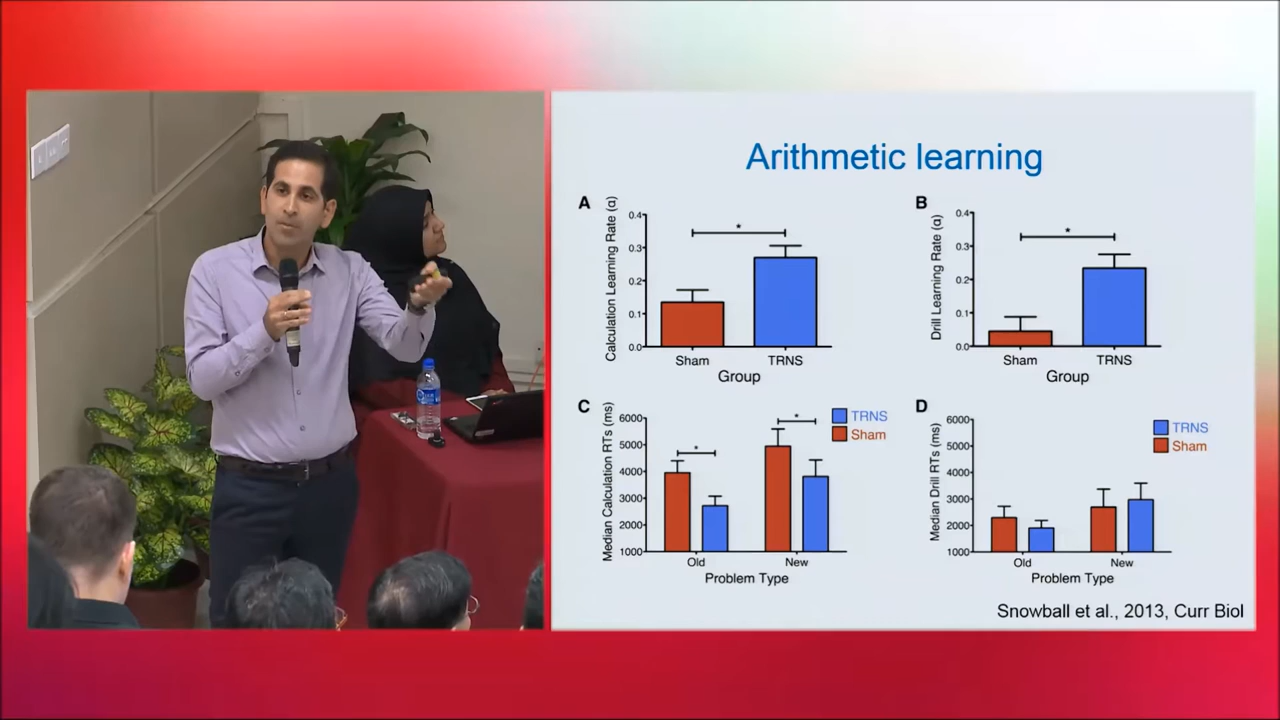 Arithmetic learning
A
Calculation Learning Rate (α)
0.4
0.3
0.2
0.1
0.0
*
Sham
TRNS
Group
B
Drill Learning Rate (α)
0.4
0.3
0.2
0.1
0.0
*
Sham
TRNS
Group
C
Median Calculation RTs (ms)
6000
5000
4000
3000
2000
1000
*
*
TRNS
Sham
Old
New
Problem Type
D
Median Drill RTs (ms)
6000
5000
4000
3000
2000
1000
TRNS
Sham
Old
New
Problem Type
Snowball et al., 2013, Curr Biol